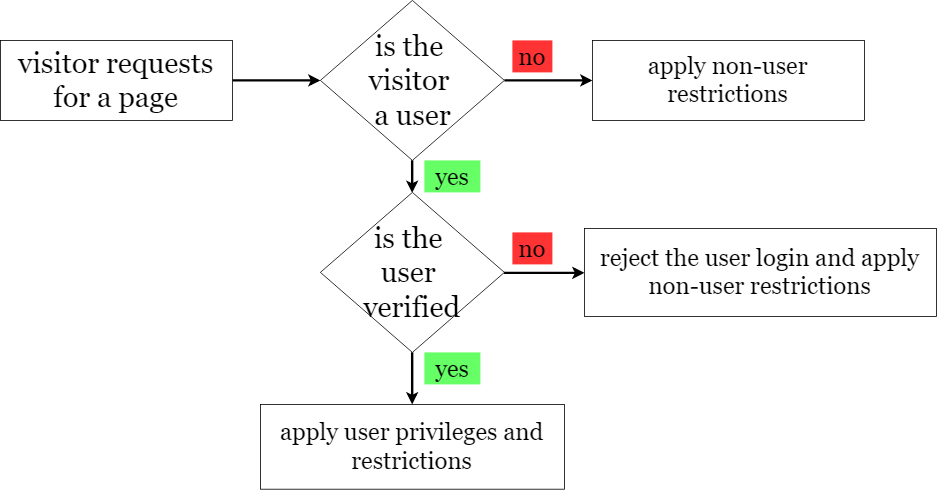 visitor requests
for a page
is the
visitor
a user
no
apply non-user
restrictions
yes
is the
user
verified
no
reject the user login and apply
non-user restrictions
yes
apply user privileges and
restrictions